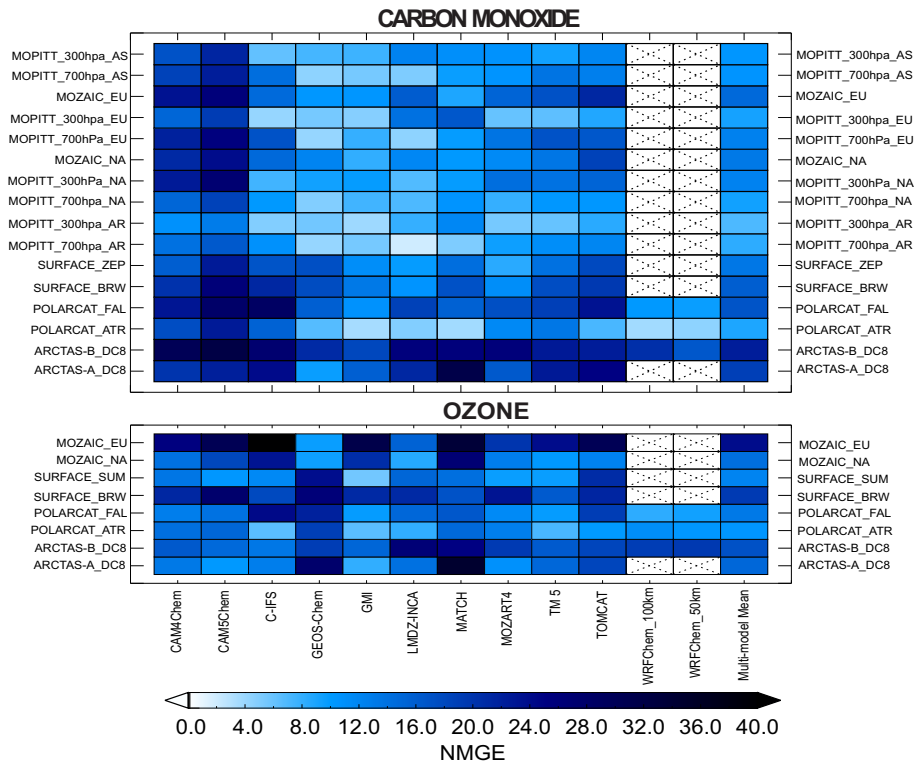 CARBON MONOXIDE
MOPITT_300hpa_AS MOPITT_300hpa_AS
MOPITT_700hpa_AS MOPITT_700hpa_AS
MOZAIC_EU MOZAIC_EU
MOPITT_300hpa_EU MOPITT_300hpa_EU
MOPITT_700hPa_EU MOPITT_700hPa_EU
MOZAIC_NA MOZAIC_NA
MOPITT_300hPa_NA MOPITT_300hPa_NA
MOPITT_700hpa_NA MOPITT_700hpa_NA
MOPITT_300hpa_AR MOPITT_300hpa_AR
MOPITT_700hpa_AR MOPITT_700hpa_AR
SURFACE_ZEP SURFACE_ZEP
SURFACE_BRW SURFACE_BRW
POLARCAT_FAL POLARCAT_FAL
POLARCAT_ATR POLARCAT_ATR
ARCTAS-B_DC8 ARCTAS-B_DC8
ARCTAS-A_DC8 ARCTAS-A_DC8
OZONE
MOZAIC_EU MOZAIC_EU
MOZAIC_NA MOZAIC_NA
SURFACE_SUM SURFACE_SUM
SURFACE_BRW SURFACE_BRW
POLARCAT_FAL POLARCAT_FAL
POLARCAT_ATR POLARCAT_ATR
ARCTAS-B_DC8 ARCTAS-B_DC8
ARCTAS-A_DC8 ARCTAS-A_DC8
CAM4Chem
CAM5Chem
C-IFS
GEOS-Chem
GMI
LMDZ-INCA
MATCH
MOZART4
TM 5
TOMCAT
WRFChem_100km
WRFChem_50km
Multi-model Mean
0.0 4.0 8.0 12.0 16.0 20.0 24.0 28.0 32.0 36.0 40.0
NMGE